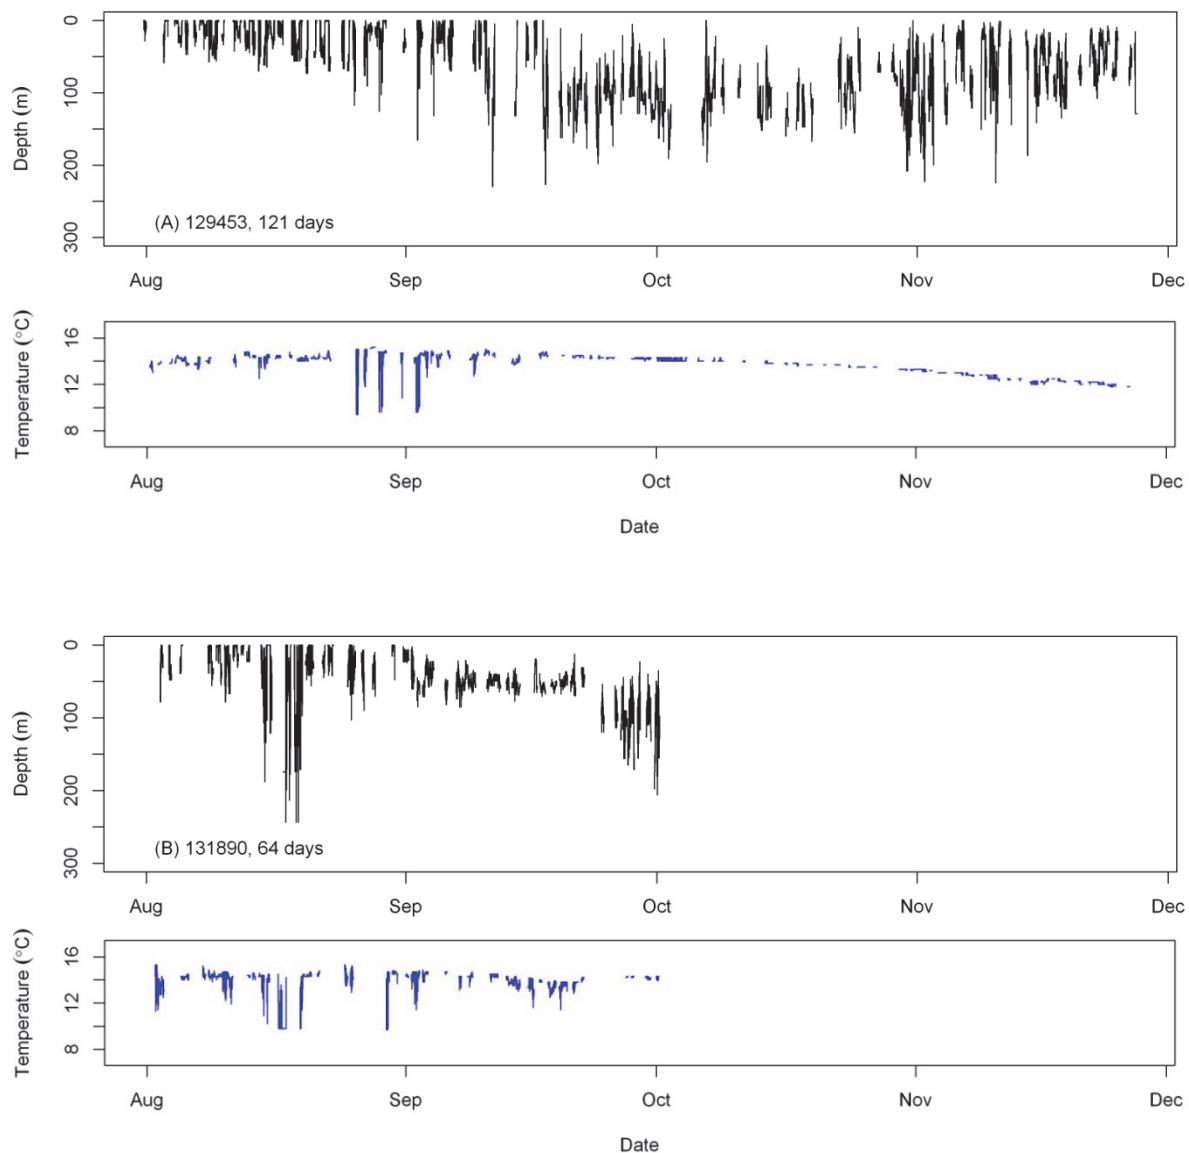 0
100
200
300
Depth (m)
(A) 129453, 121 days
Aug Sep Oct Nov Dec
16
12
8
Temperature (°C)
Aug Sep Oct Nov Dec
Date
0
100
200
300
Depth (m)
(B) 131890, 64 days
Aug Sep Oct Nov Dec
16
12
8
Temperature (°C)
Aug Sep Oct Nov Dec
Date